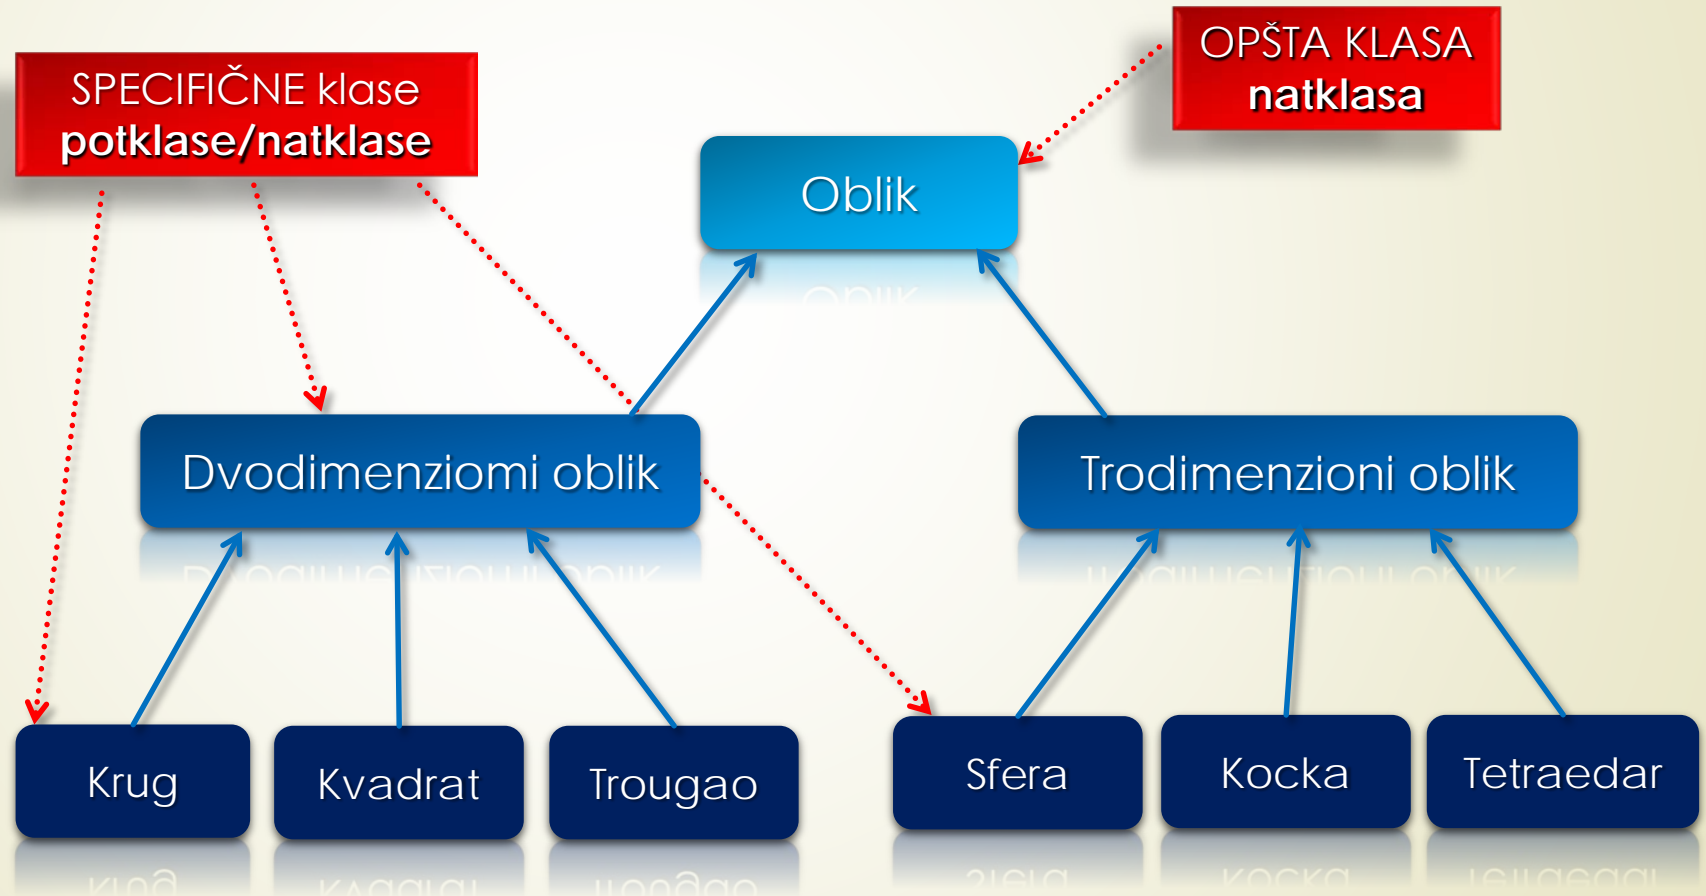 OPŠTA KLASA
natklasa
SPECIFIČNE klase
potklase/natklase
Oblik
Dvodimenziomi oblik
Trodimenzioni oblik
Krug
Kvadrat
Trougao
Sfera
Kocka
Tetraedar